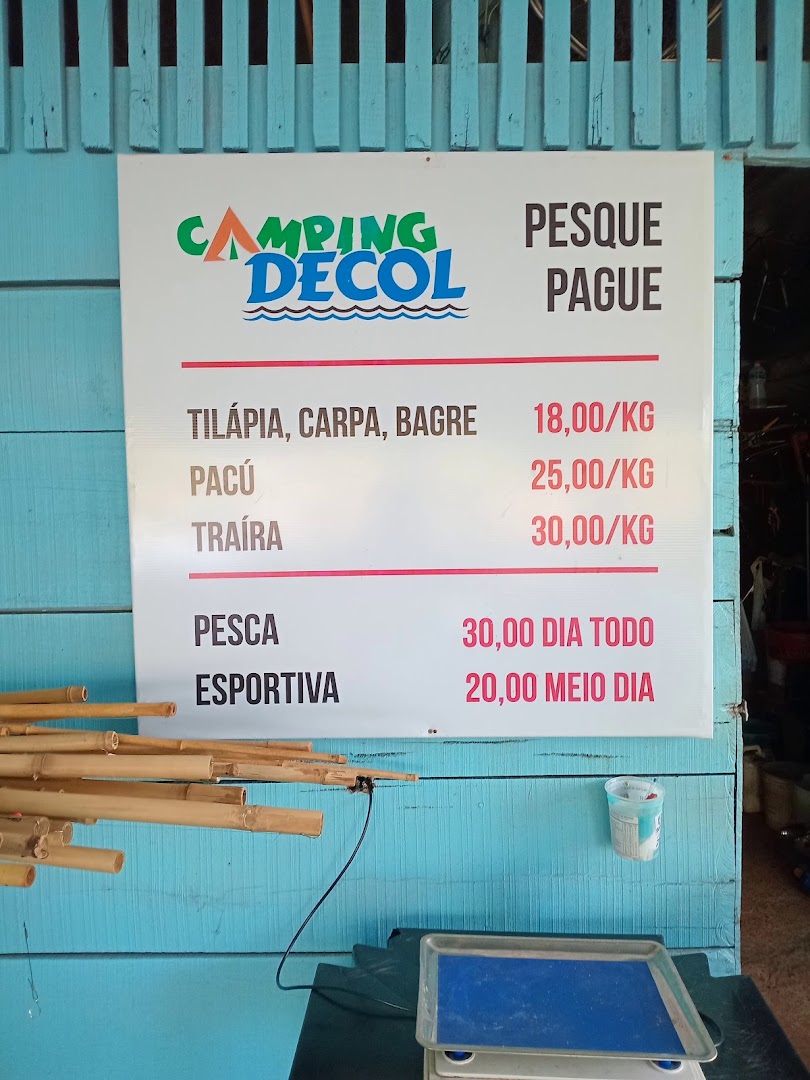 CAMPING
DECOL
PESQUE
PAGUE
TILÁPIA, CARPA, BAGRE 18,00/KG
PACÚ 25,00/KG
TRAÍRA 30,00/KG
PESCA 30,00 DIA TODO
ESPORTIVA 20,00 MEIO DIA